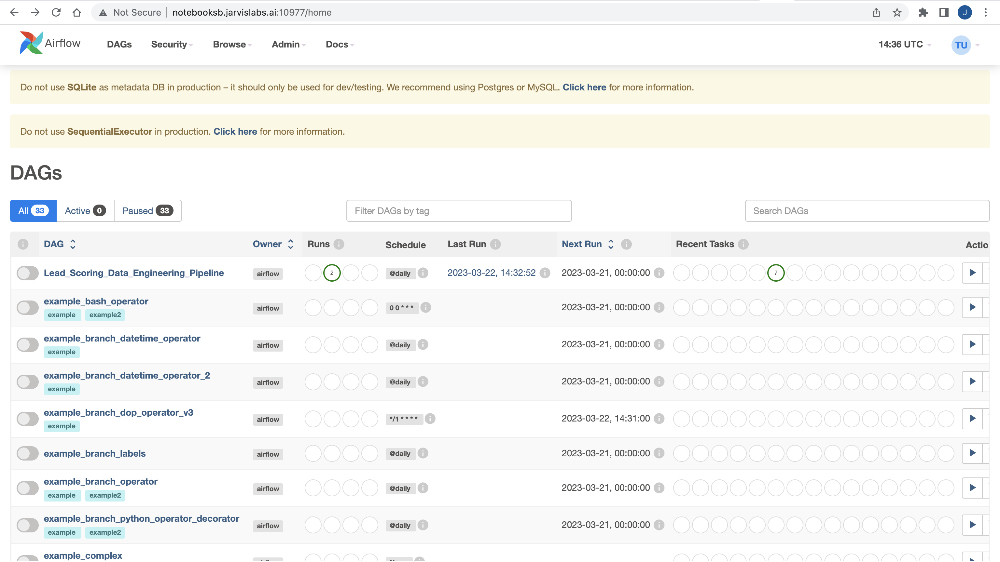 Not Secure | notebooksb.jarvislabs.ai:10977/home J
Airflow DAGs Security Browse Admin Docs 14:36 UTC TU
Do not use SQLite as metadata DB in production – it should only be used for dev/testing. We recommend using Postgres or MySQL. Click here for more information.
Do not use SequentialExecutor in production. Click here for more information.
DAGs
All 33 Active 0 Paused 33 Filter DAGs by tag Search DAGs
i DAG Owner Runs i Schedule Last Run i Next Run i Recent Tasks i Actio
Lead_Scoring_Data_Engineering_Pipeline airflow 2 @daily i 2023-03-22, 14:32:52 i 2023-03-21, 00:00:00 i 7
example_bash_operator airflow 0 0 * * * i 2023-03-21, 00:00:00 i
example example2
example_branch_datetime_operator airflow @daily i 2023-03-21, 00:00:00 i
example
example_branch_datetime_operator_2 airflow @daily i 2023-03-21, 00:00:00 i
example
example_branch_dop_operator_v3 airflow */1 * * * * i 2023-03-22, 14:31:00 i
example
example_branch_labels airflow @daily i 2023-03-21, 00:00:00 i
example_branch_operator airflow @daily i 2023-03-21, 00:00:00 i
example example2
example_branch_python_operator_decorator airflow @daily i 2023-03-21, 00:00:00 i
example example2
example_complex